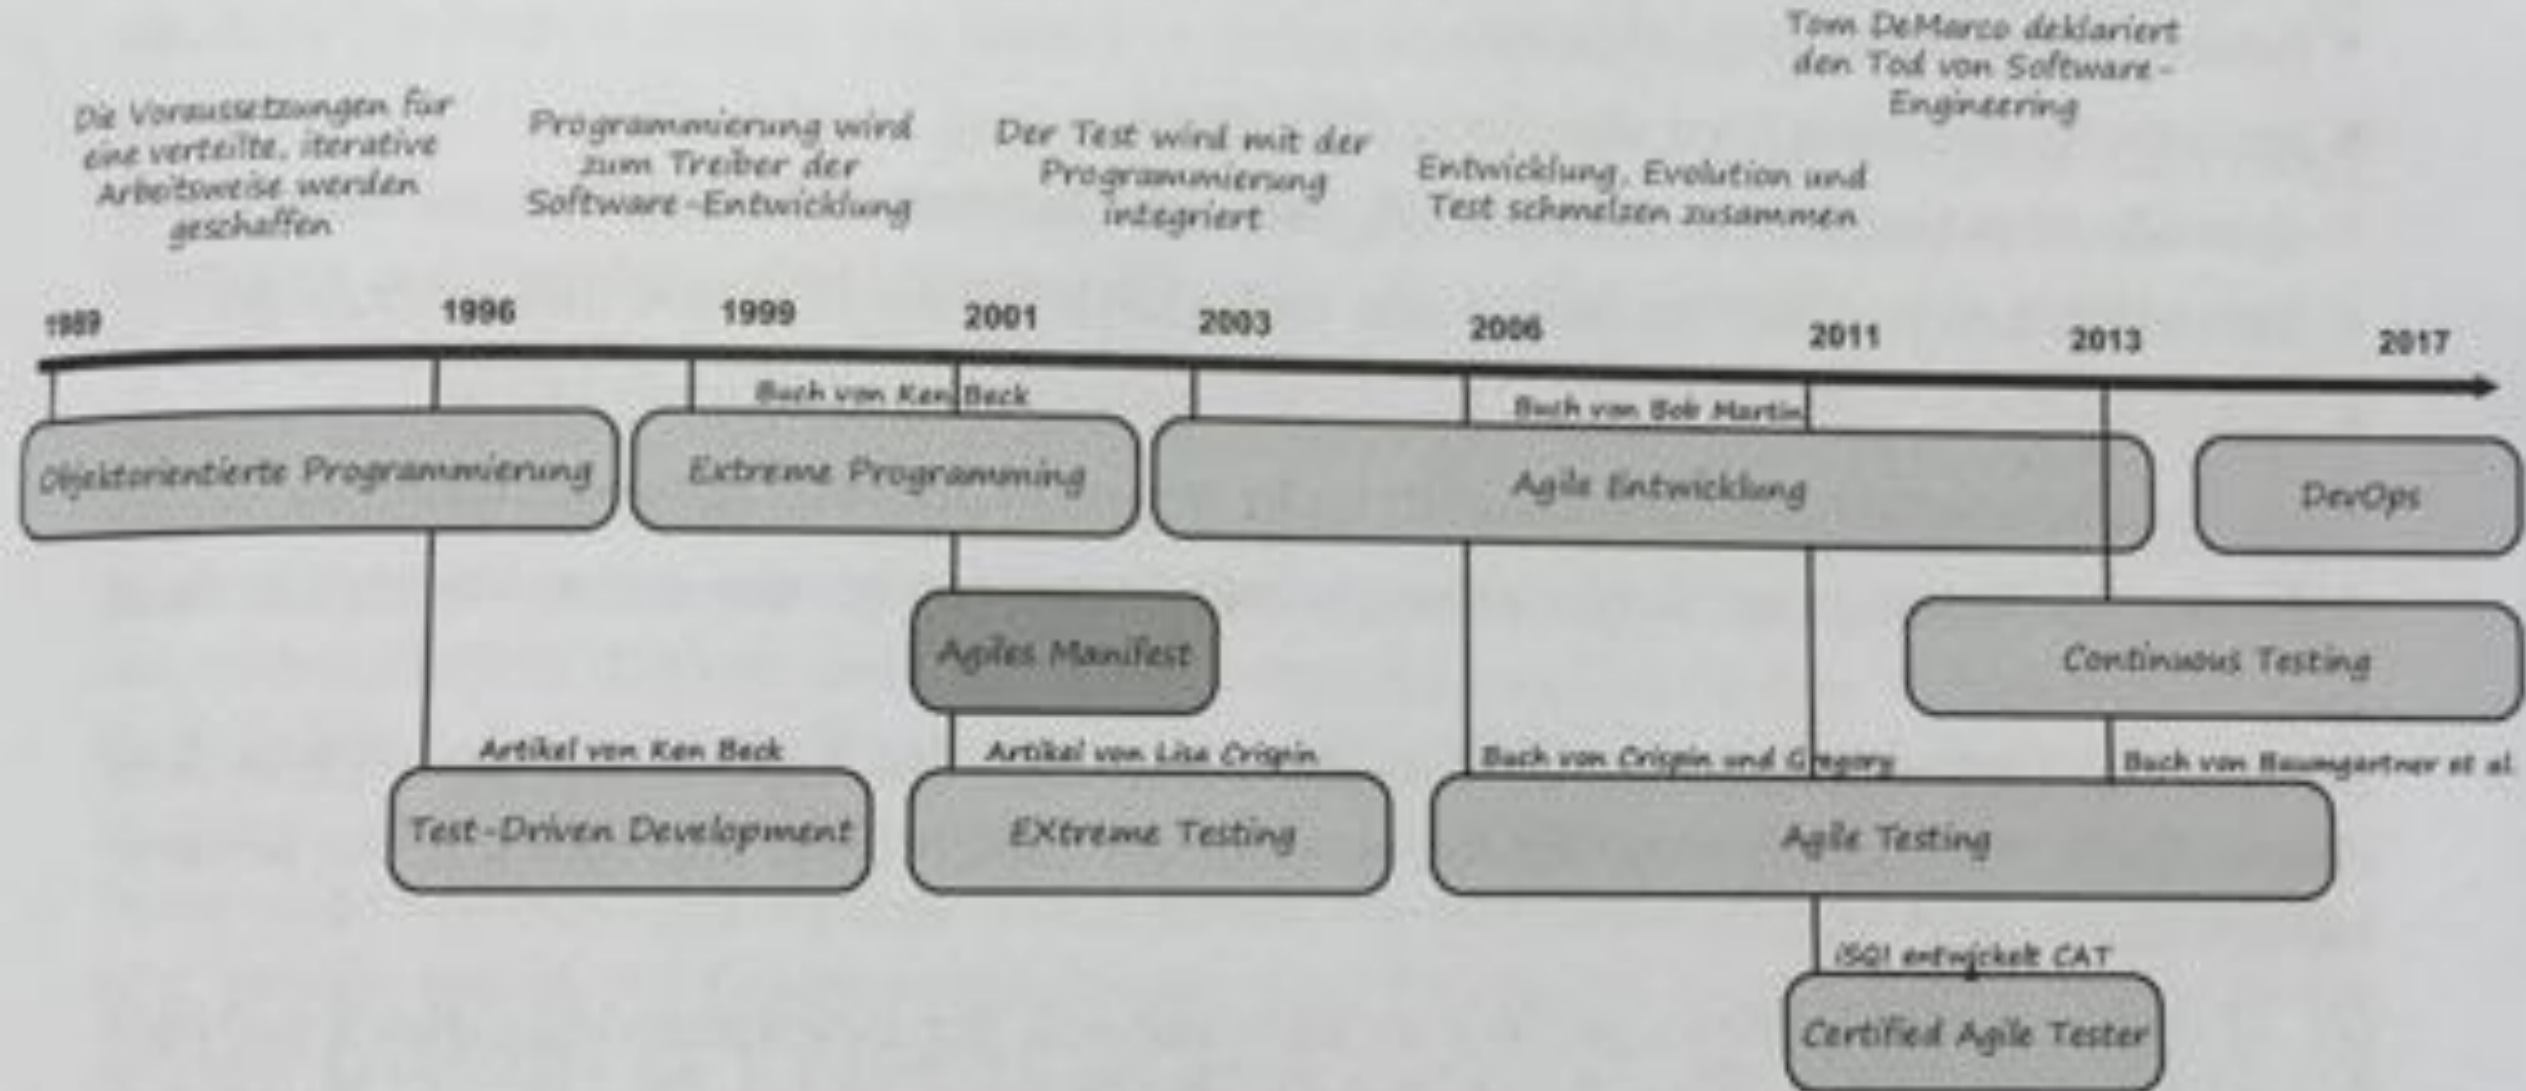 Tom DeMarco deklariert
den Tod von Software-
Engineering
Die Voraussetzungen für
eine verteilte, iterative
Arbeitsweise werden
geschaffen
Programmierung wird
zum Treiber der
Software-Entwicklung
Der Test wird mit der
Programmierung
integriert
Entwicklung, Evolution und
Test schmelzen zusammen
1989
1996
1999
2001
2003
2006
2011
2013
2017
Buch von Ken Beck
Buch von Bob Martin
Objektorientierte Programmierung
Extreme Programming
Agile Entwicklung
DevOps
Agiles Manifest
Continuous Testing
Artikel von Ken Beck
Artikel von Lisa Crispin
Buch von Crispin und Gregory
Buch von Baumgartner et al.
Test-Driven Development
EXtreme Testing
Agile Testing
iSQI entwickelt CAT
Certified Agile Tester